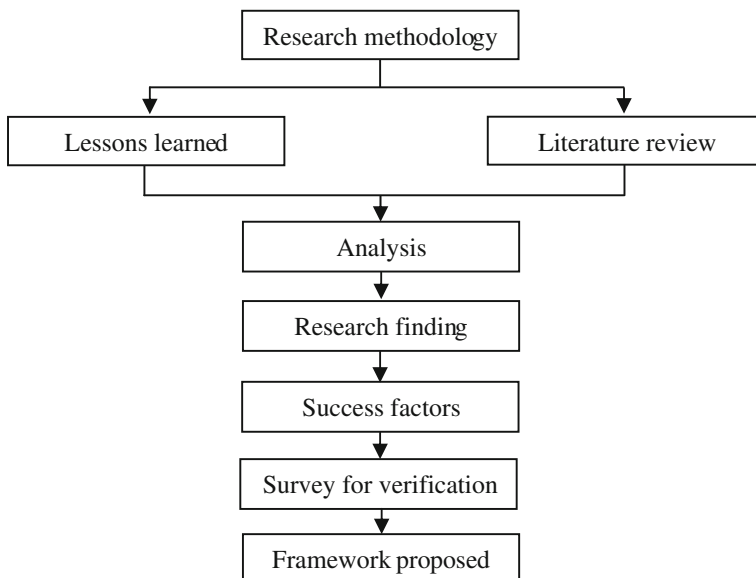 Research methodology
Lessons learned
Literature review
Analysis
Research finding
Success factors
Survey for verification
Framework proposed